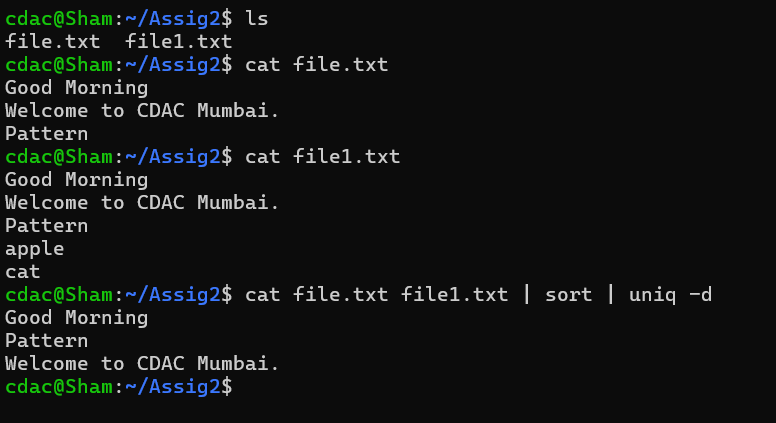 cdac@Sham:~/Assig2$ ls
file.txt  file1.txt
cdac@Sham:~/Assig2$ cat file.txt
Good Morning
Welcome to CDAC Mumbai.
Pattern
cdac@Sham:~/Assig2$ cat file1.txt
Good Morning
Welcome to CDAC Mumbai.
Pattern
apple
cat
cdac@Sham:~/Assig2$ cat file.txt file1.txt | sort | uniq -d
Good Morning
Pattern
Welcome to CDAC Mumbai.
cdac@Sham:~/Assig2$